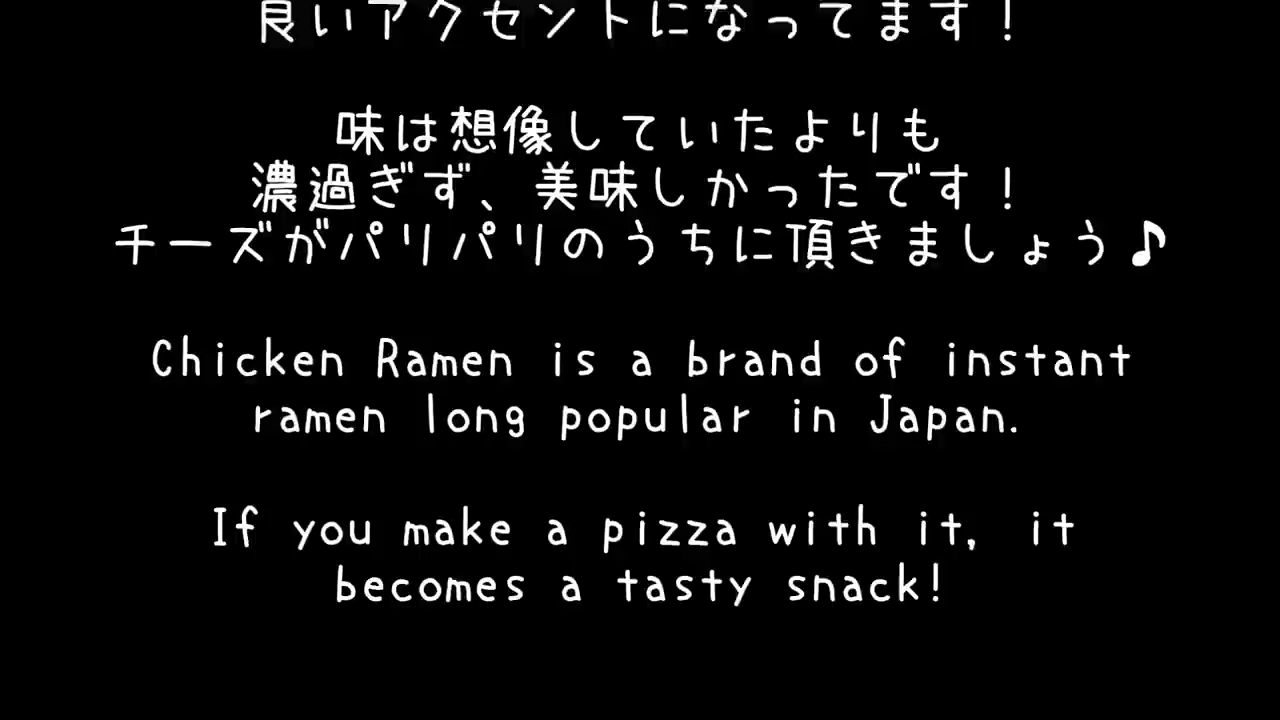 良いアクセントになってます！
味は想像していたよりも
濃過ぎず、美味しかったです！
チーズがパリパリのうちに頂きましょう♪
Chicken Ramen is a brand of instant
ramen long popular in Japan.
If you make a pizza with it, it
becomes a tasty snack!